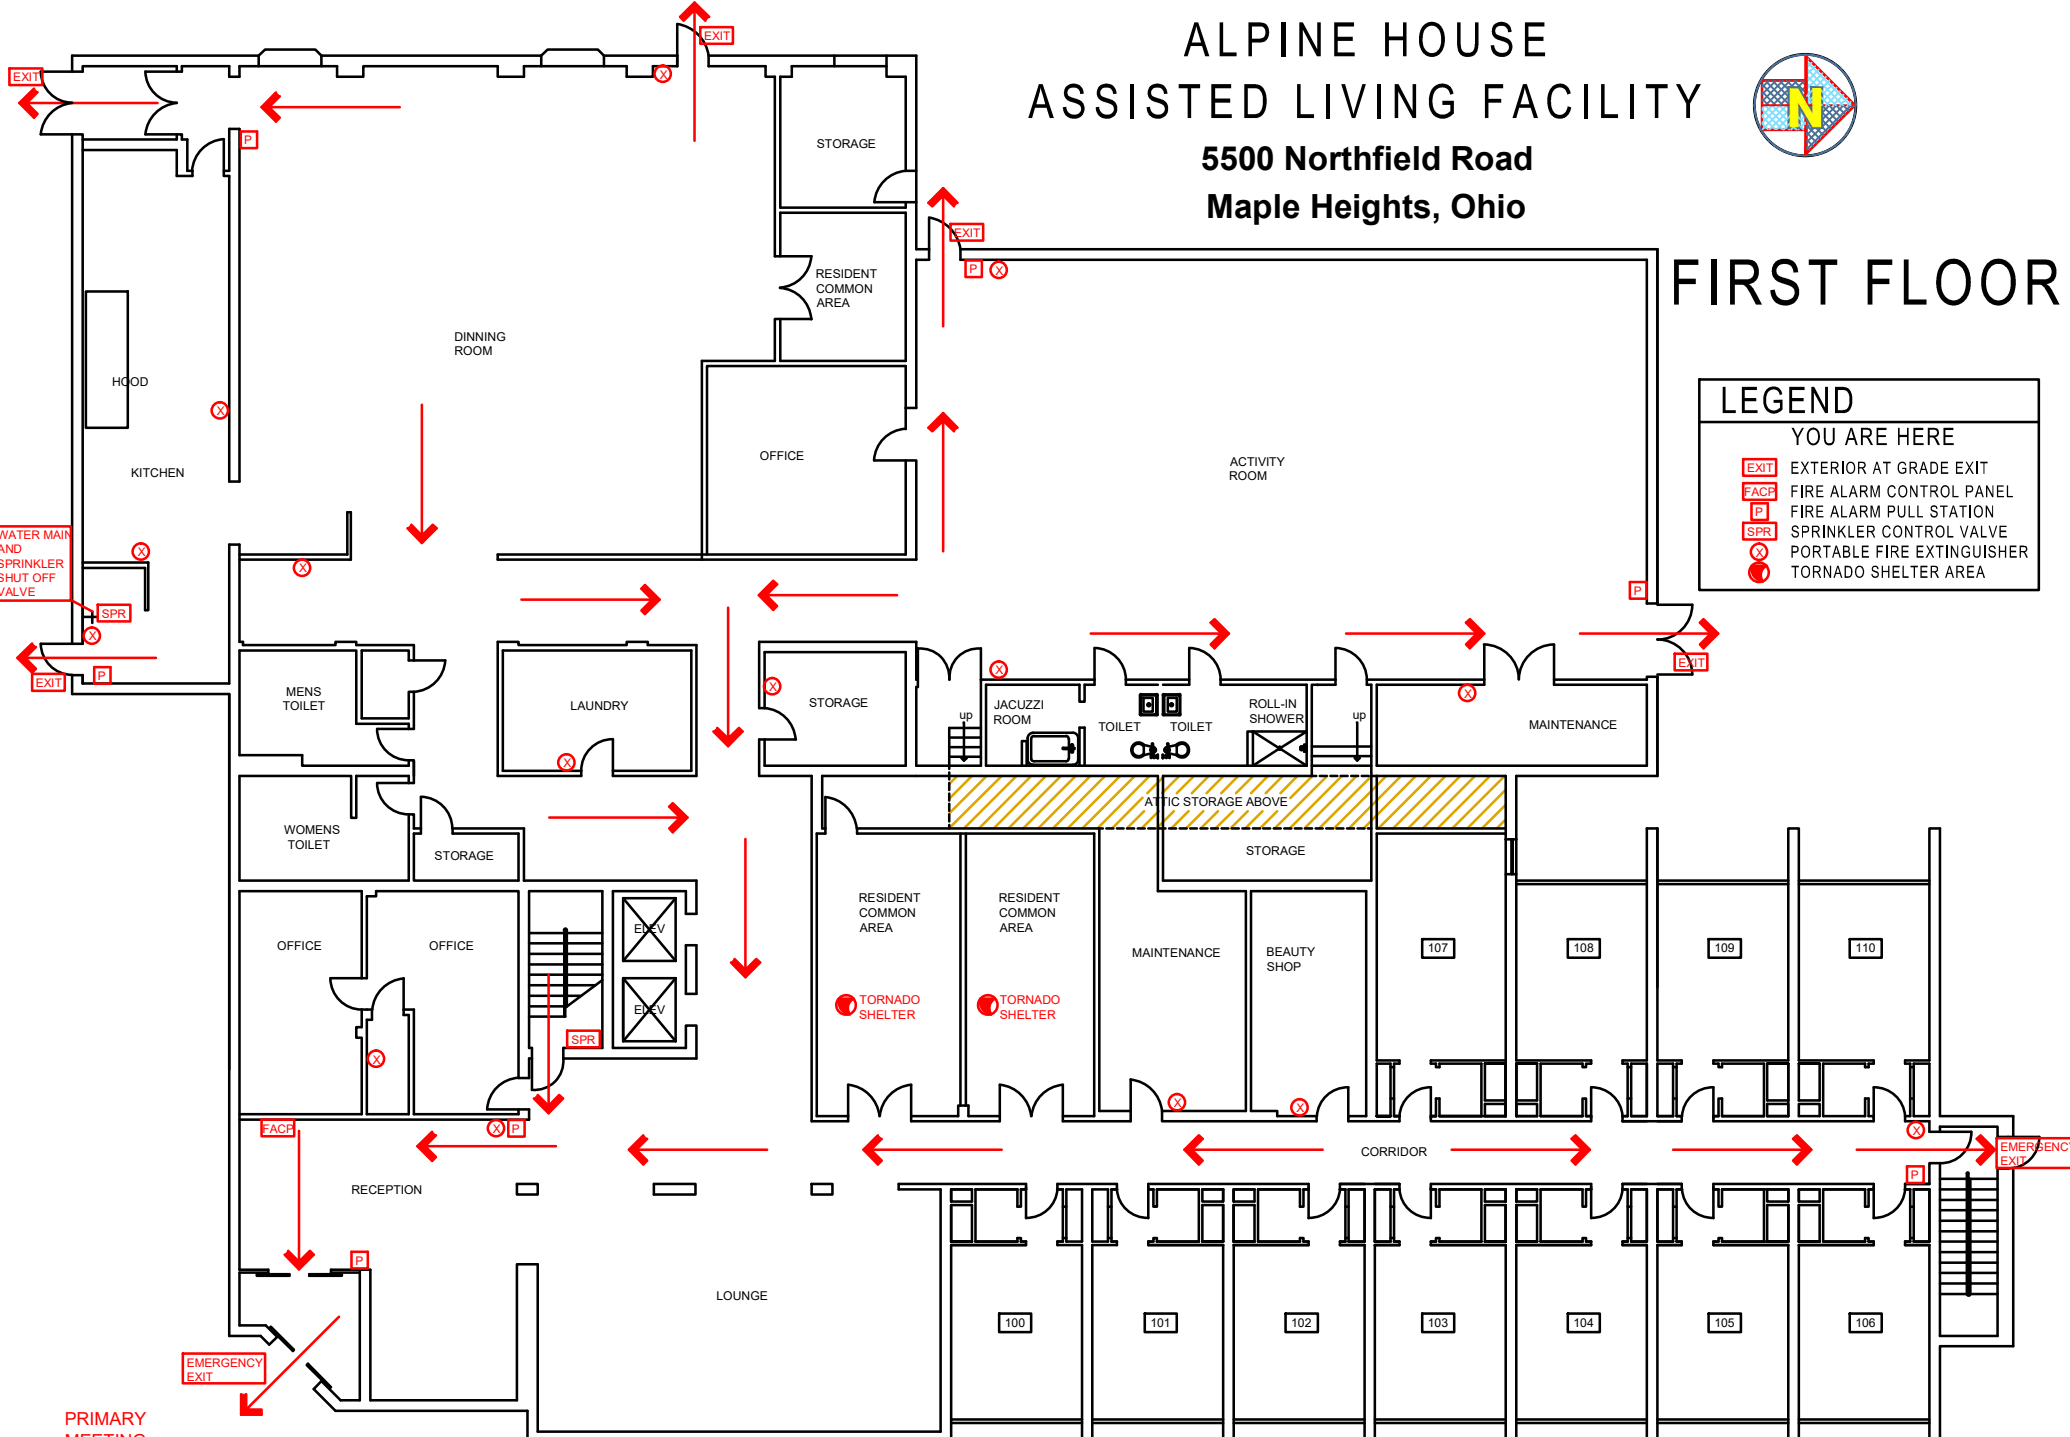 ALPINE HOUSE
ASSISTED LIVING FACILITY
5500 Northfield Road
Maple Heights, Ohio
N
FIRST FLOOR
LEGEND
YOU ARE HERE
EXIT EXTERIOR AT GRADE EXIT
FACP FIRE ALARM CONTROL PANEL
P FIRE ALARM PULL STATION
SPR SPRINKLER CONTROL VALVE
X PORTABLE FIRE EXTINGUISHER
TORNADO SHELTER AREA
EXIT
EXIT
X
P
STORAGE
EXIT
P
X
RESIDENT
COMMON
AREA
DINNING
ROOM
HOOD
X
KITCHEN
OFFICE
ACTIVITY
ROOM
WATER MAIN
AND
SPRINKLER
SHUT OFF
VALVE
X
X
SPR
X
P
EXIT
P
EXIT
MENS
TOILET
LAUNDRY
X
X
STORAGE
X
up
JACUZZI
ROOM
TOILET
TOILET
ROLL-IN
SHOWER
up
X
MAINTENANCE
ATTIC STORAGE ABOVE
WOMENS
TOILET
STORAGE
STORAGE
OFFICE
OFFICE
ELEV
ELEV
RESIDENT
COMMON
AREA
RESIDENT
COMMON
AREA
MAINTENANCE
BEAUTY
SHOP
107
108
109
110
TORNADO
SHELTER
TORNADO
SHELTER
SPR
X
FACP
X
P
X
X
X
CORRIDOR
EMERGENCY
EXIT
P
RECEPTION
P
LOUNGE
100
101
102
103
104
105
106
EMERGENCY
EXIT
PRIMARY
MEETING